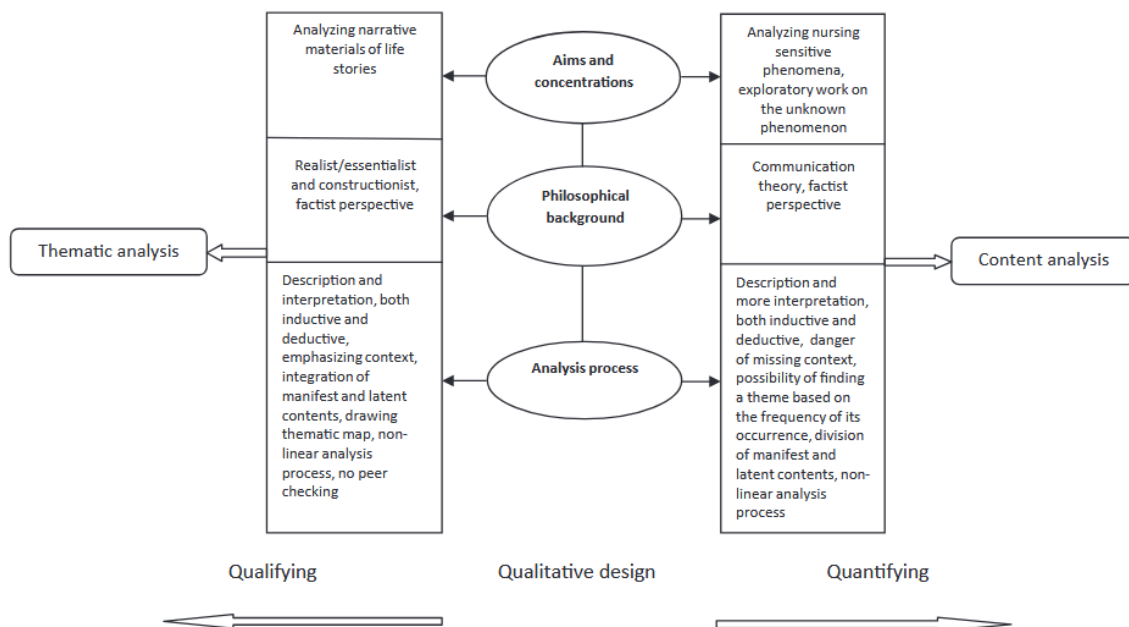 Analyzing narrative
materials of life
stories
Aims and
concentrations
Analyzing nursing
sensitive
phenomena,
exploratory work on
the unknown
phenomenon
Realist/essentialist
and constructionist,
factist perspective
Philosophical
background
Communication
theory, factist
perspective
Thematic analysis
Content analysis
Description and
interpretation, both
inductive and
deductive,
emphasizing context,
integration of
manifest and latent
contents, drawing
thematic map, non-
linear analysis
process, no peer
checking
Analysis process
Description and
more interpretation,
both inductive and
deductive, danger
of missing context,
possibility of finding
a theme based on
the frequency of its
occurrence, division
of manifest and
latent contents, non-
linear analysis
process
Qualifying
Qualitative design
Quantifying